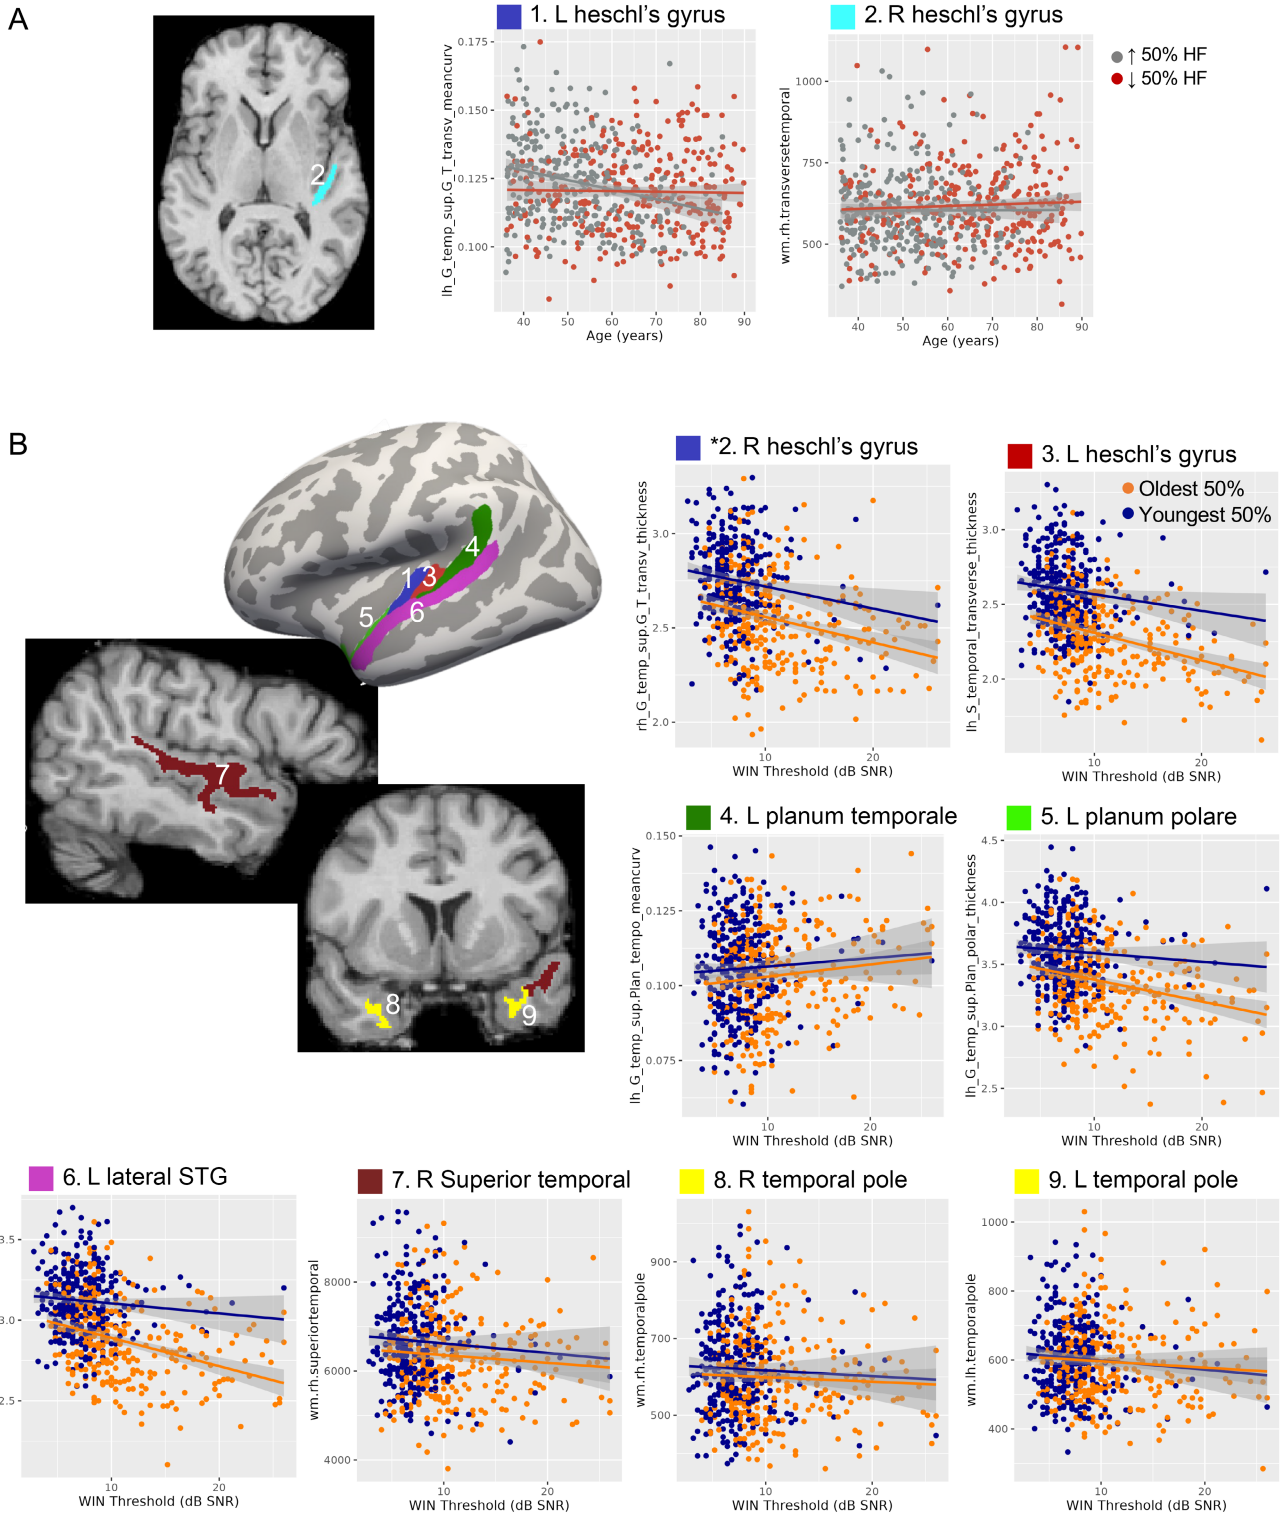 A
1. L heschl's gyrus
2. R heschl's gyrus
↑ 50% HF
↓ 50% HF
2
lh_G_temp_sup.G_T_transv_meancurv
0.175
0.150
0.125
0.100
40 50 60 70 80 90
Age (years)
wm.rh.transversetemporal
1000
750
500
40 50 60 70 80 90
Age (years)
B
1
3
4
5
6
7
8
9
*2. R heschl's gyrus
rh_G_temp_sup.G_T_transv_thickness
3.0
2.5
2.0
10 20
WIN Threshold (dB SNR)
3. L heschl's gyrus
Oldest 50%
Youngest 50%
lh_S_temporal_transverse_thickness
3.0
2.5
2.0
10 20
WIN Threshold (dB SNR)
4. L planum temporale
lh_G_temp_sup.Plan_tempo_meancurv
0.150
0.125
0.100
0.075
10 20
WIN Threshold (dB SNR)
5. L planum polare
lh_G_temp_sup.Plan_polar_thickness
4.5
4.0
3.5
3.0
2.5
10 20
WIN Threshold (dB SNR)
6. L lateral STG
3.5
3.0
2.5
10 20
WIN Threshold (dB SNR)
7. R Superior temporal
wm.rh.superiortemporal
8000
6000
4000
10 20
WIN Threshold (dB SNR)
8. R temporal pole
wm.rh.temporalpole
900
700
500
10 20
WIN Threshold (dB SNR)
9. L temporal pole
wm.lh.temporalpole
1000
800
600
400
10 20
WIN Threshold (dB SNR)